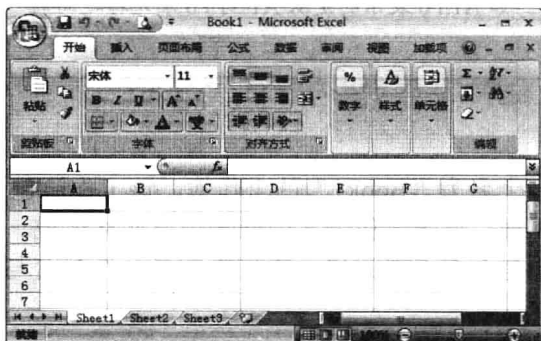 Book1 - Microsoft Excel
开始 插入 页面布局 公式 数据 审阅 视图 加载项
宋体 11
B I U A A
粘贴 % A Σ
数字 样式 单元格
剪贴板 字体 对齐方式 编辑
A1 fx
A B C D E F G
1
2
3
4
5
6
7
Sheet1 Sheet2 Sheet3
就绪 100%